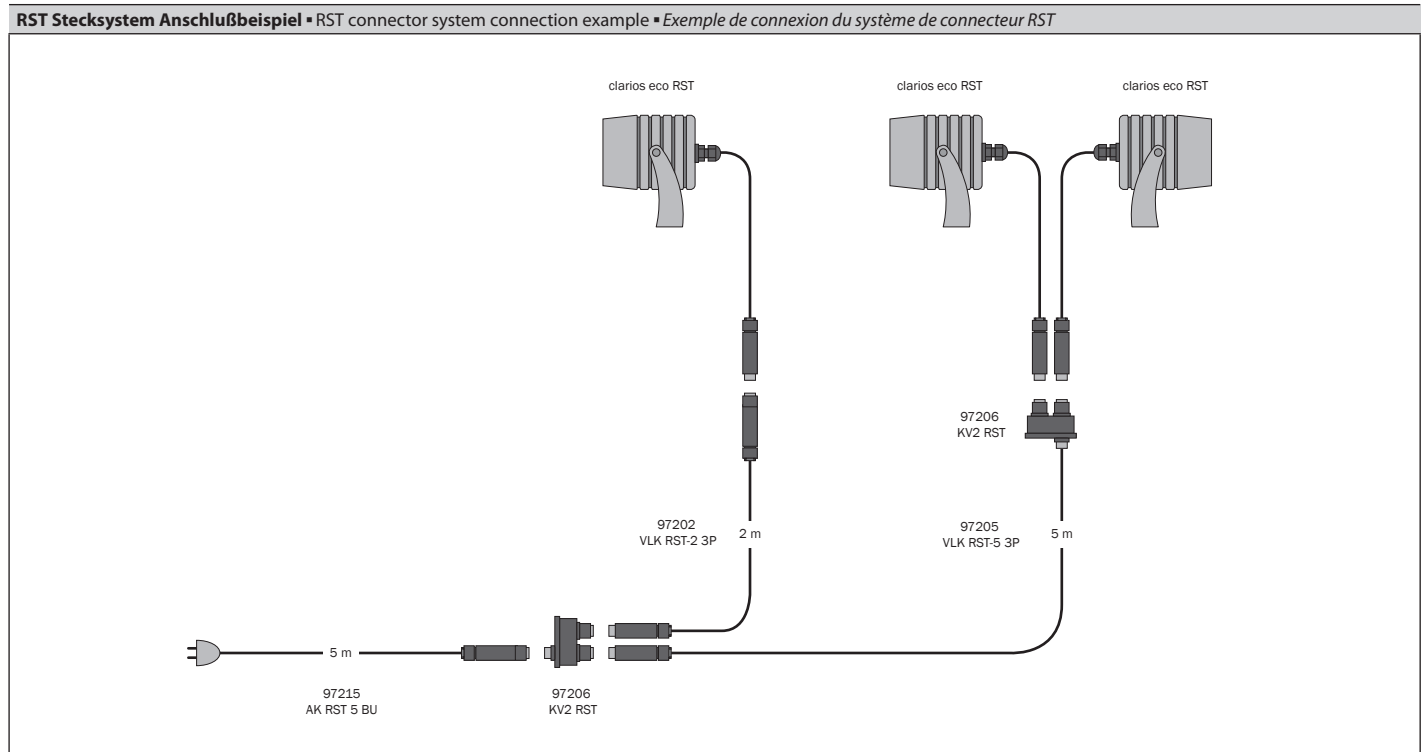 RST Stecksystem Anschlußbeispiel ▪ RST connector system connection example ▪ Exemple de connexion du système de connecteur RST
clarios eco RST
clarios eco RST
clarios eco RST
97206
KV2 RST
97202
VLK RST-2 3P
2 m
97205
VLK RST-5 3P
5 m
5 m
97215
AK RST 5 BU
97206
KV2 RST